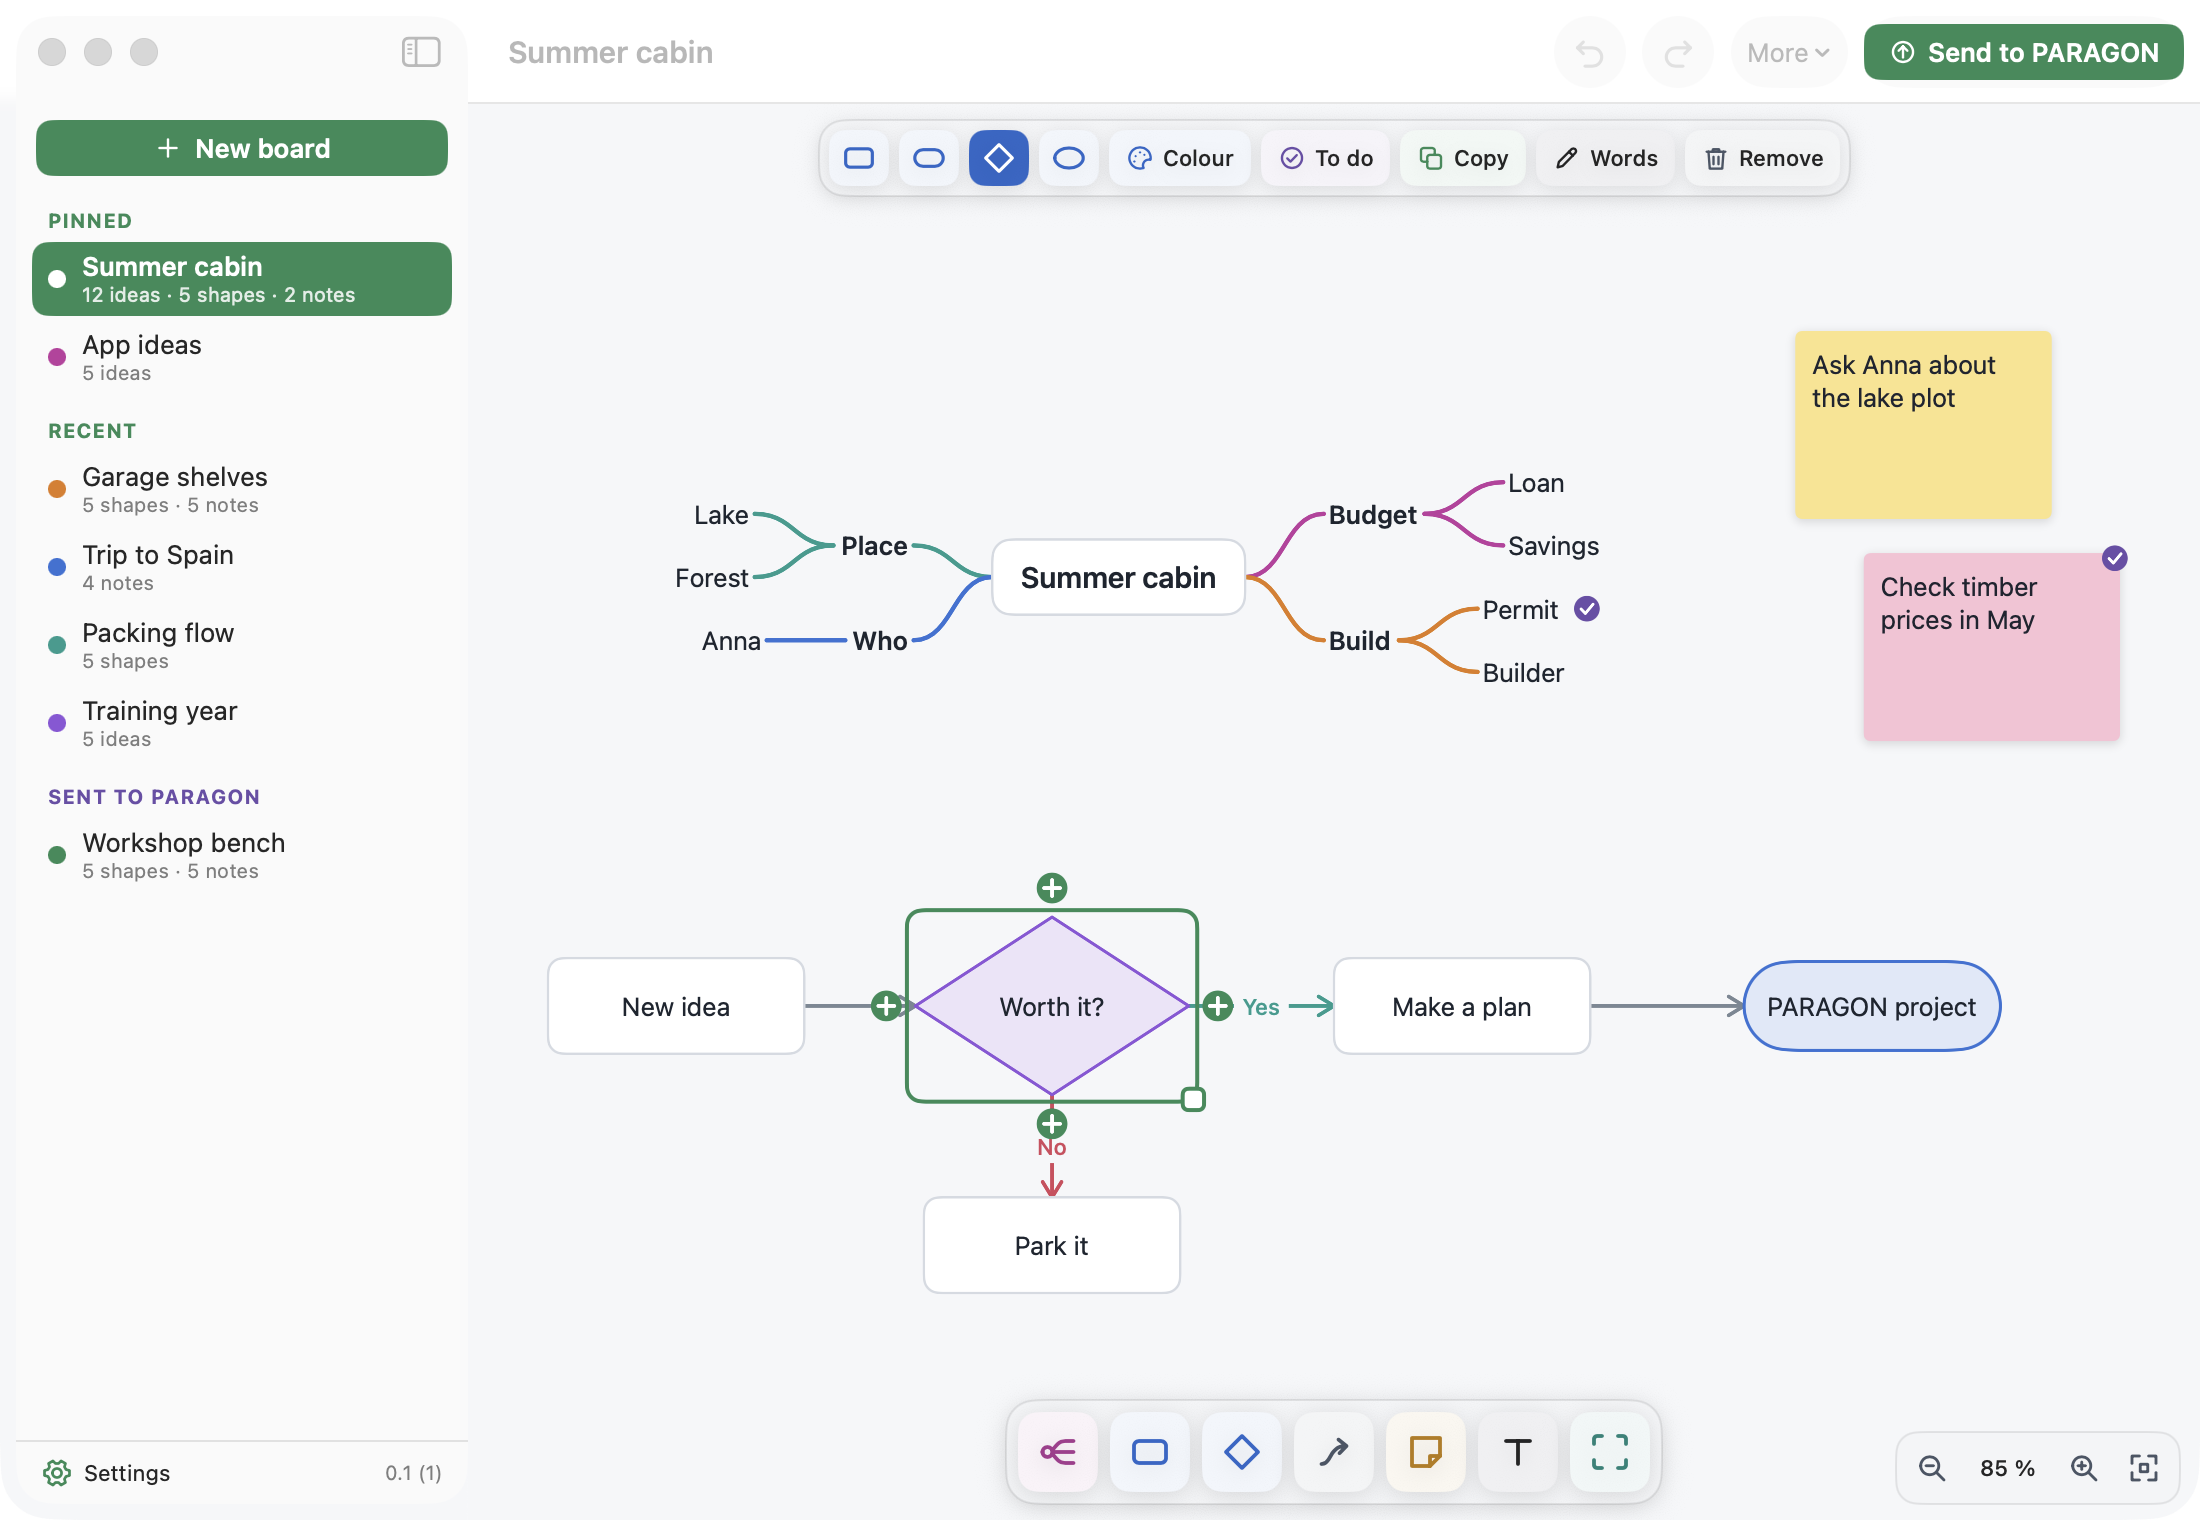 Summer cabin
More
Send to PARAGON
New board
PINNED
Summer cabin
12 ideas · 5 shapes · 2 notes
App ideas
5 ideas
RECENT
Garage shelves
5 shapes · 5 notes
Trip to Spain
4 notes
Packing flow
5 shapes
Training year
5 ideas
SENT TO PARAGON
Workshop bench
5 shapes · 5 notes
Settings
0.1 (1)
Colour
To do
Copy
Words
Remove
Ask Anna about
the lake plot
Check timber
prices in May
Lake
Forest
Place
Anna
Who
Summer cabin
Budget
Loan
Savings
Build
Permit
Builder
New idea
Worth it?
Yes
Make a plan
PARAGON project
No
Park it
T
85 %